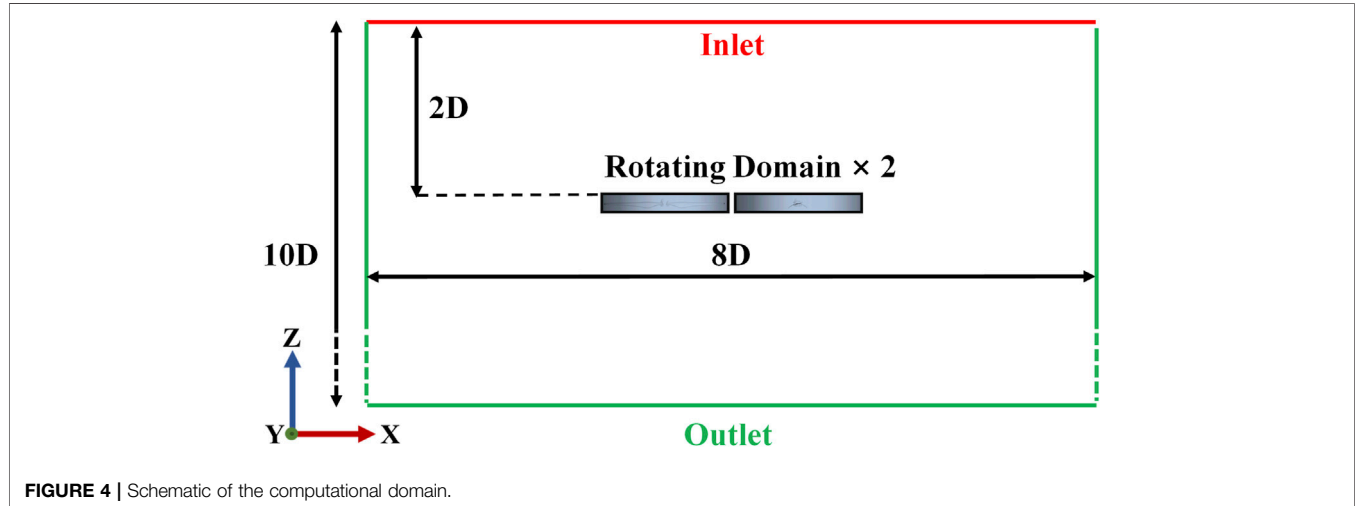 Inlet
2D
Rotating Domain × 2
10D
8D
Z
Y
X
Outlet
FIGURE 4 | Schematic of the computational domain.